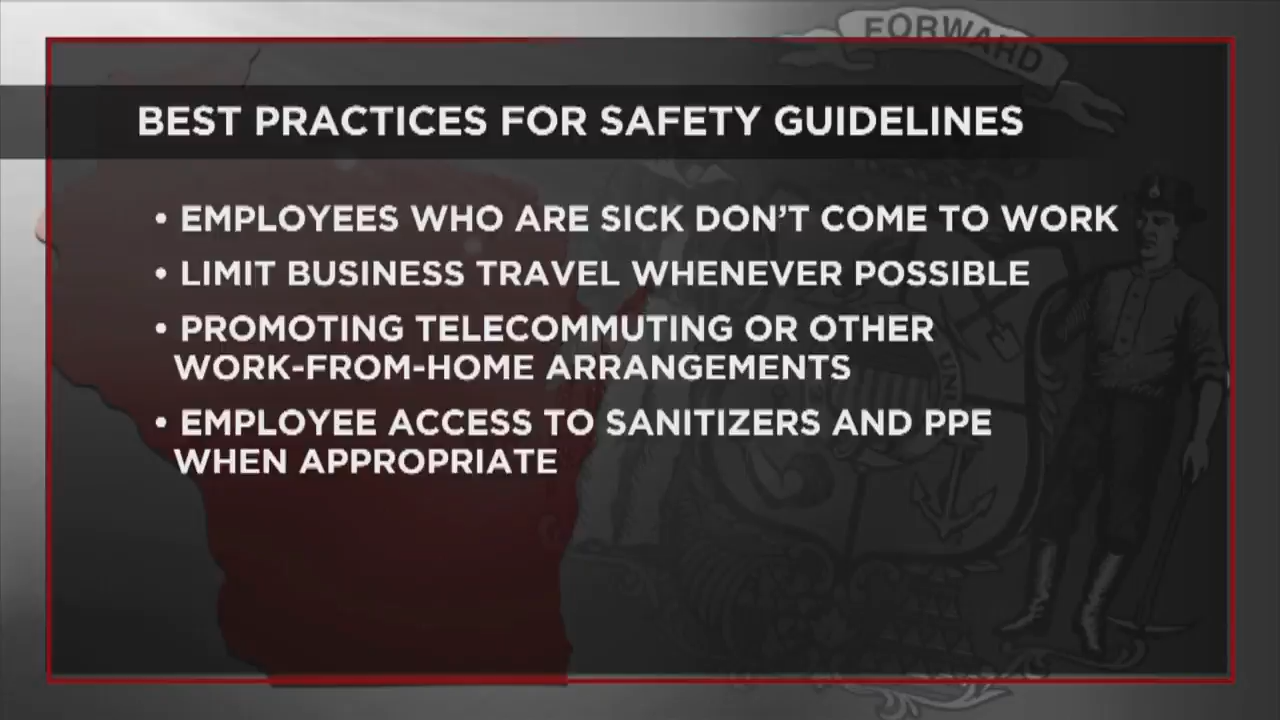 FORWARD
BEST PRACTICES FOR SAFETY GUIDELINES
• EMPLOYEES WHO ARE SICK DON'T COME TO WORK
• LIMIT BUSINESS TRAVEL WHENEVER POSSIBLE
• PROMOTING TELECOMMUTING OR OTHER
WORK-FROM-HOME ARRANGEMENTS
• EMPLOYEE ACCESS TO SANITIZERS AND PPE
WHEN APPROPRIATE